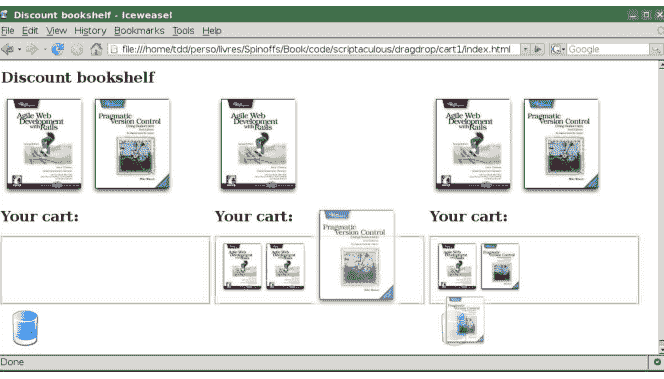 Discount bookshelf - Iceweasel
File Edit View History Bookmarks Tools Help
file:///home/tdd/perso/livres/Spinoffs/Book/code/scriptaculous/dragdrop/cart1/index.html
Google
Discount bookshelf
Agile Web Development with Rails
Pragmatic Version Control
Agile Web Development with Rails
Agile Web Development with Rails
Pragmatic Version Control
Your cart:
Your cart:
Your cart:
Pragmatic Version Control
Done